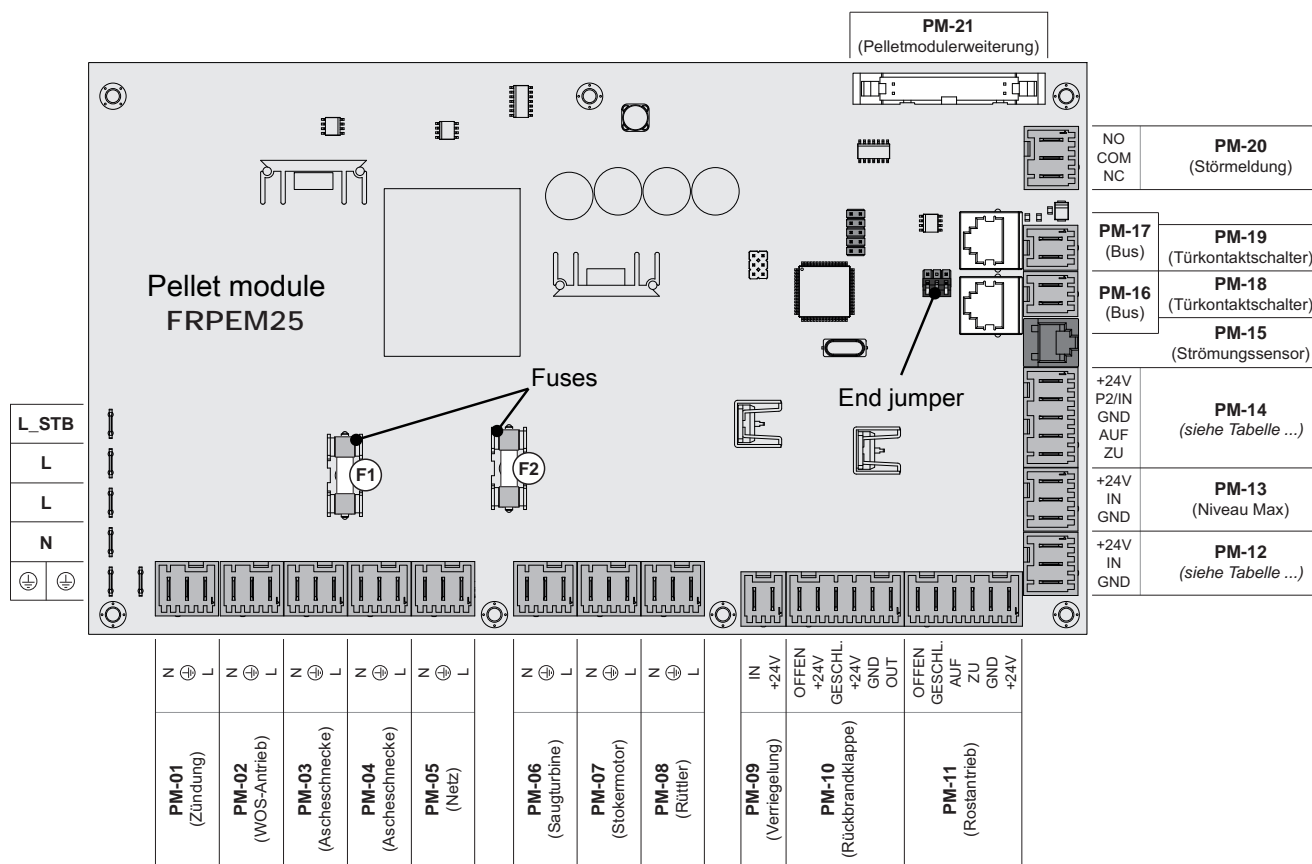 PM-21
(Pelletmodulerweiterung)
NO
COM
NC
PM-20
(Störmeldung)
PM-17
(Bus)
PM-19
(Türkontaktschalter)
PM-16
(Bus)
PM-18
(Türkontaktschalter)
PM-15
(Strömungssensor)
Pellet module
FRPEM25
Fuses
End jumper
F1
F2
+24V
P2/IN
GND
AUF
ZU
PM-14
(siehe Tabelle ...)
+24V
IN
GND
PM-13
(Niveau Max)
+24V
IN
GND
PM-12
(siehe Tabelle ...)
L_STB
L
L
N
N L
N L
N L
N L
N L
N L
N L
N L
IN
+24V
OFFEN
+24V
GESCHL.
+24V
GND
OUT
OFFEN
GESCHL.
AUF
ZU
GND
+24V
PM-01
(Zündung)
PM-02
(WOS-Antrieb)
PM-03
(Ascheschnecke)
PM-04
(Ascheschnecke)
PM-05
(Netz)
PM-06
(Saugturbine)
PM-07
(Stokermotor)
PM-08
(Rüttler)
PM-09
(Verriegelung)
PM-10
(Rückbrandklappe)
PM-11
(Rostantrieb)